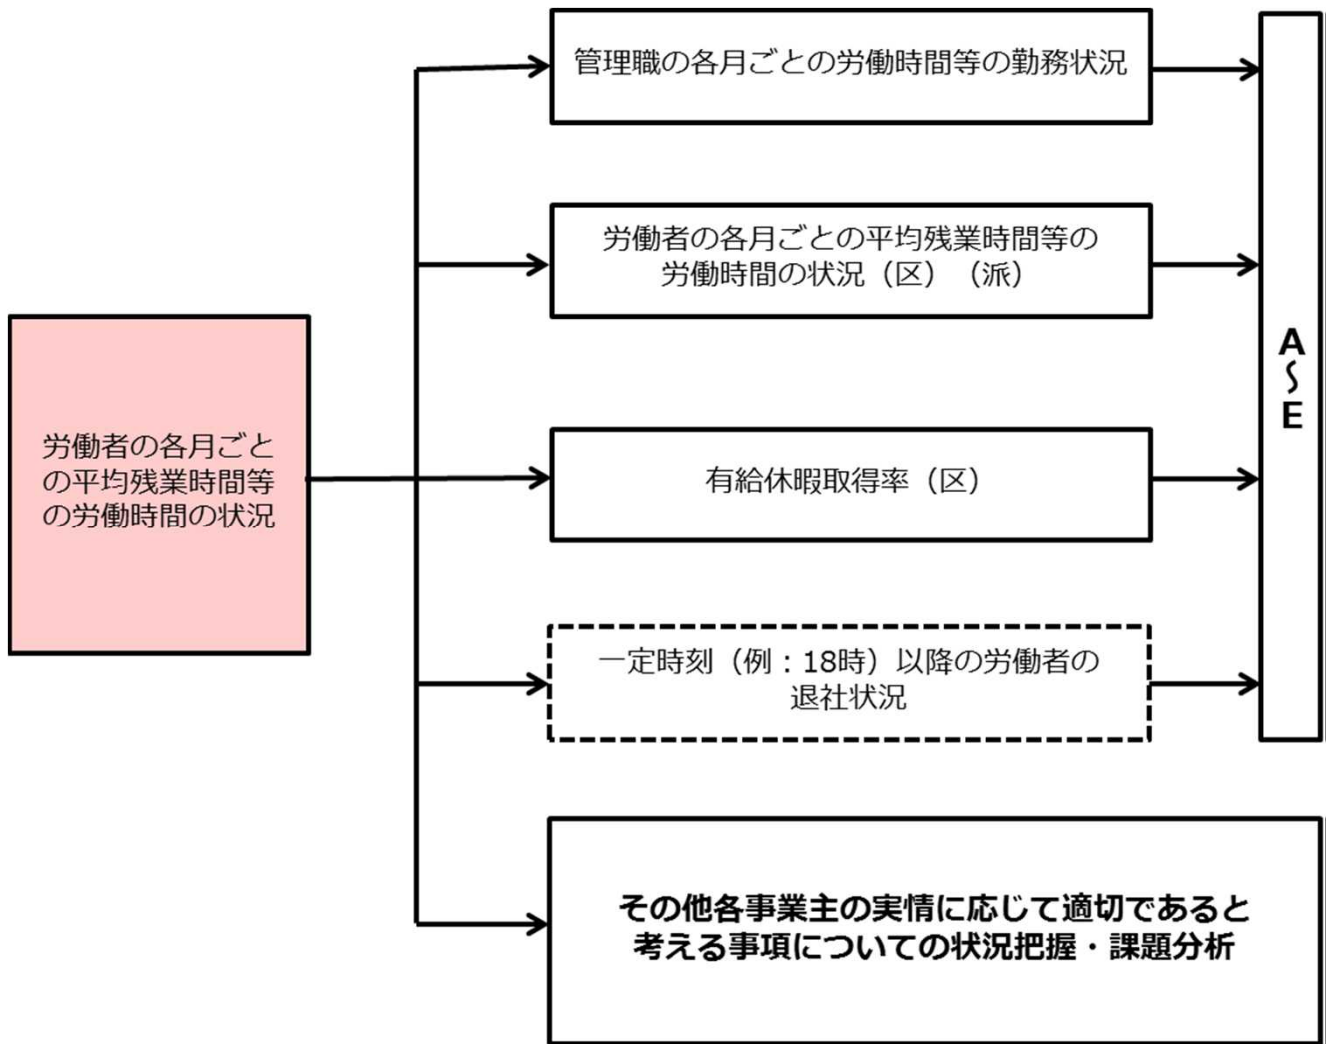 管理職の各月ごとの労働時間等の勤務状況
労働者の各月ごとの平均残業時間等の
労働時間の状況（区）（派）
労働者の各月ごと
の平均残業時間等
の労働時間の状況
有給休暇取得率（区）
一定時刻（例：18時）以降の労働者の
退社状況
その他各事業主の実情に応じて適切であると
考える事項についての状況把握・課題分析
A～E